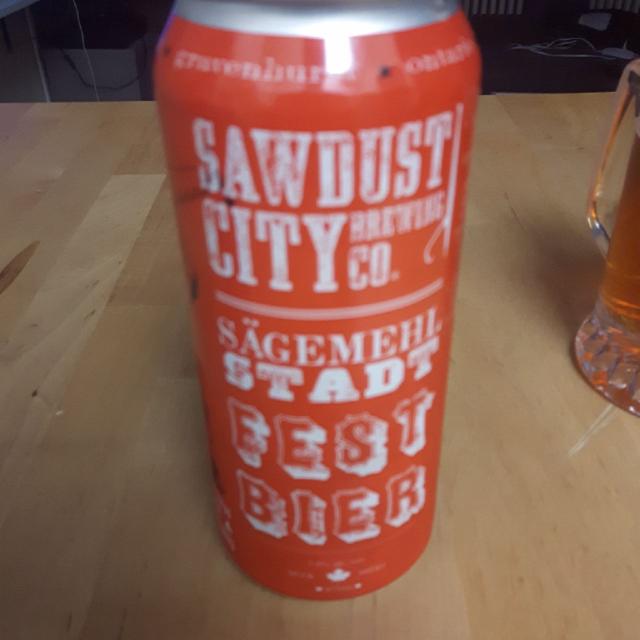 gravenhurst • ontario
SAWDUST
CITY BREWING
CO.
SÄGEMEHL
STADT
FEST
BIER